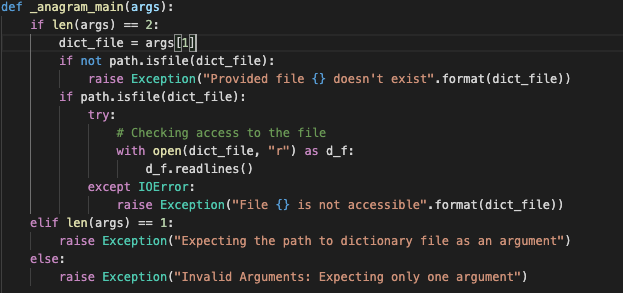 def _anagram_main(args):
    if len(args) == 2:
        dict_file = args[1]
        if not path.isfile(dict_file):
            raise Exception("Provided file {} doesn't exist".format(dict_file))
        if path.isfile(dict_file):
            try:
                # Checking access to the file
                with open(dict_file, "r") as d_f:
                    d_f.readlines()
            except IOError:
                raise Exception("File {} is not accessible".format(dict_file))
    elif len(args) == 1:
        raise Exception("Expecting the path to dictionary file as an argument")
    else:
        raise Exception("Invalid Arguments: Expecting only one argument")